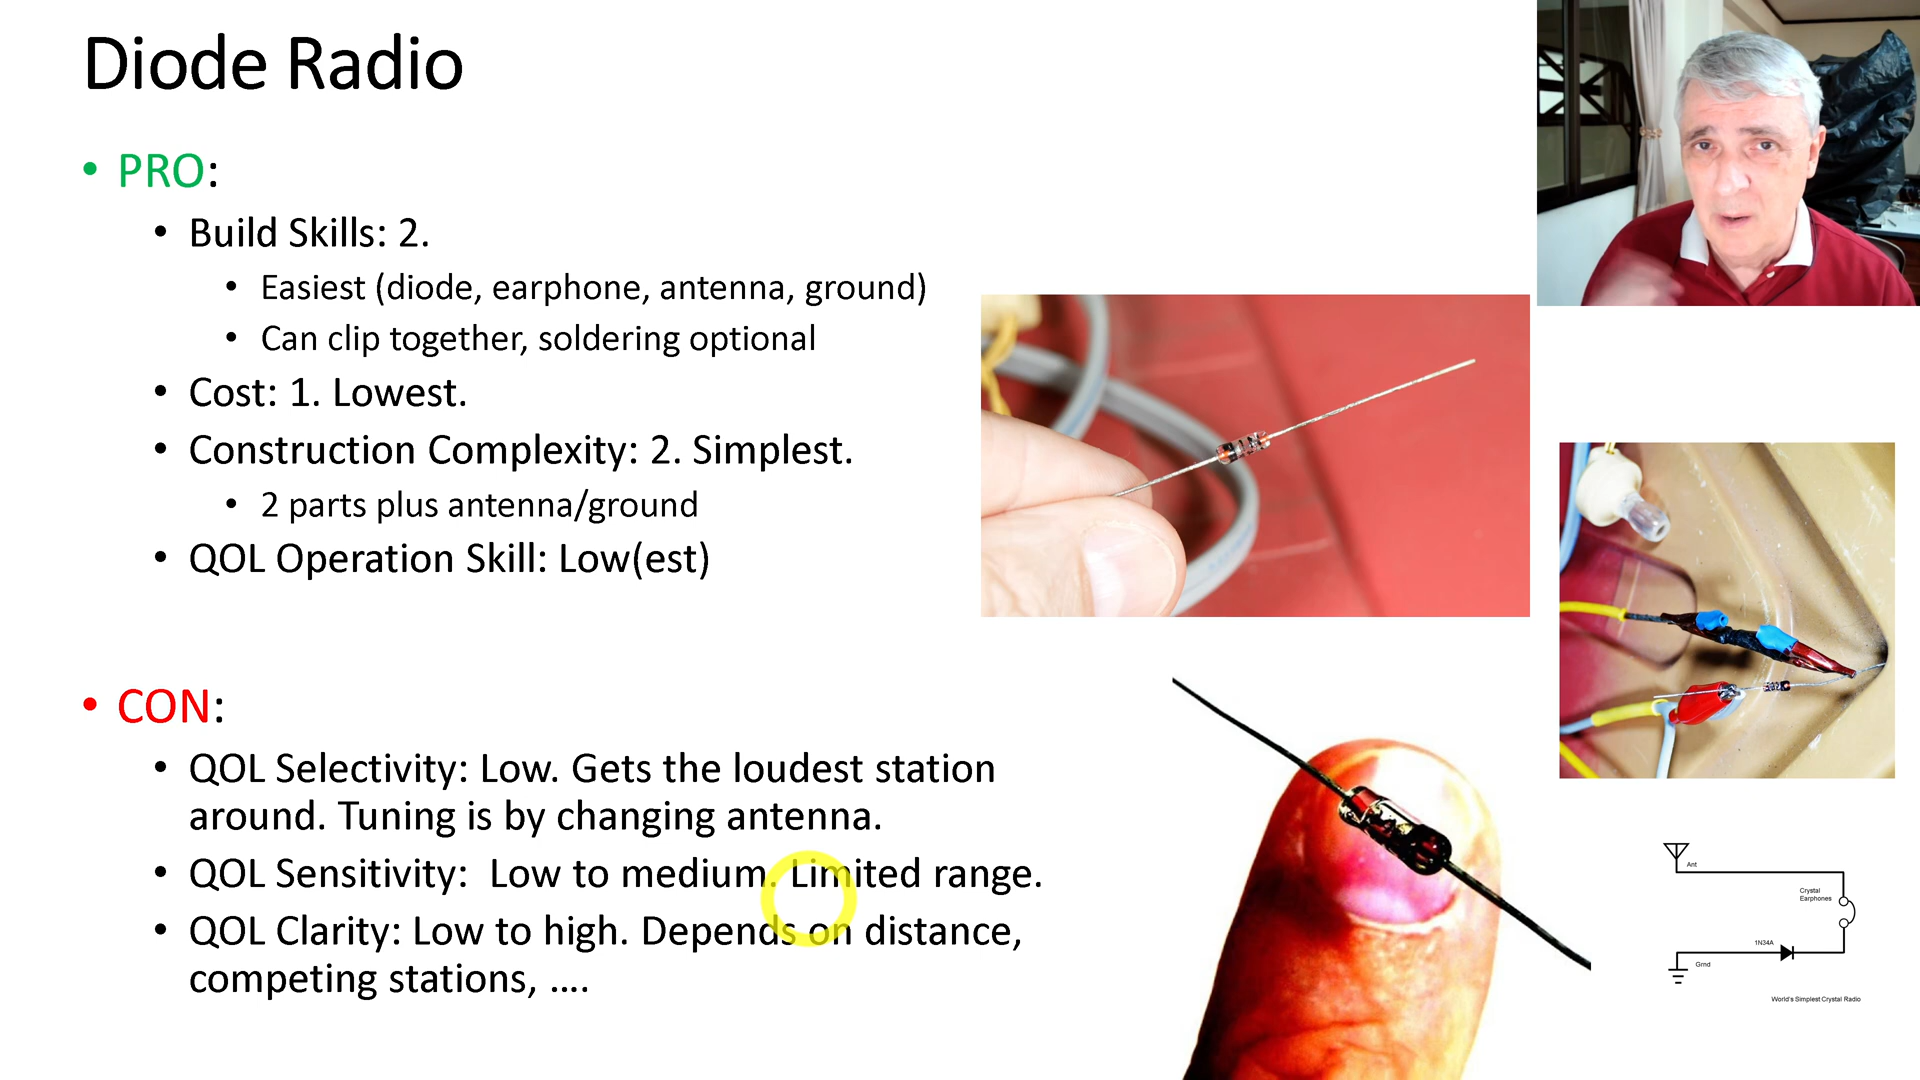 Diode Radio
• PRO:
• Build Skills: 2.
• Easiest (diode, earphone, antenna, ground)
• Can clip together, soldering optional
• Cost: 1. Lowest.
• Construction Complexity: 2. Simplest.
• 2 parts plus antenna/ground
• QOL Operation Skill: Low(est)
• CON:
• QOL Selectivity: Low. Gets the loudest station
around. Tuning is by changing antenna.
• QOL Sensitivity:  Low to medium. Limited range.
• QOL Clarity: Low to high. Depends on distance,
competing stations, ....
Ant
Crystal
Earphones
1N34A
Grnd
World's Simplest Crystal Radio